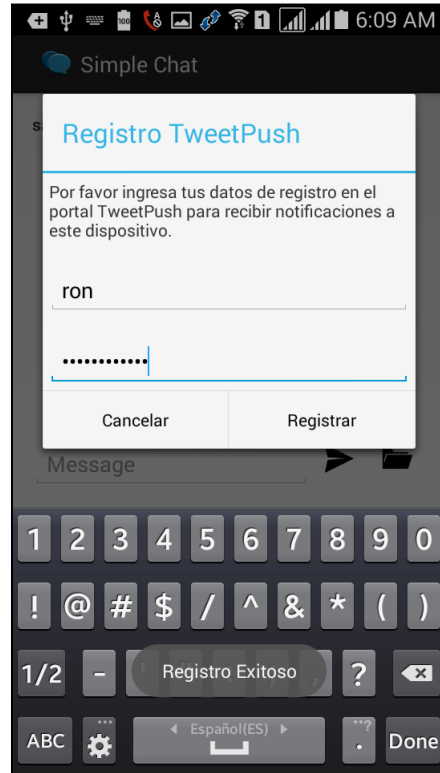 100 1 6:09 AM
Simple Chat
Registro TweetPush
Por favor ingresa tus datos de registro en el
portal TweetPush para recibir notificaciones a
este dispositivo.
ron
••••••••••••
Cancelar Registrar
Message
1 2 3 4 5 6 7 8 9 0
! @ # $ / ^ & * ( )
1/2 - ?
Registro Exitoso
ABC Español(ES) . Done